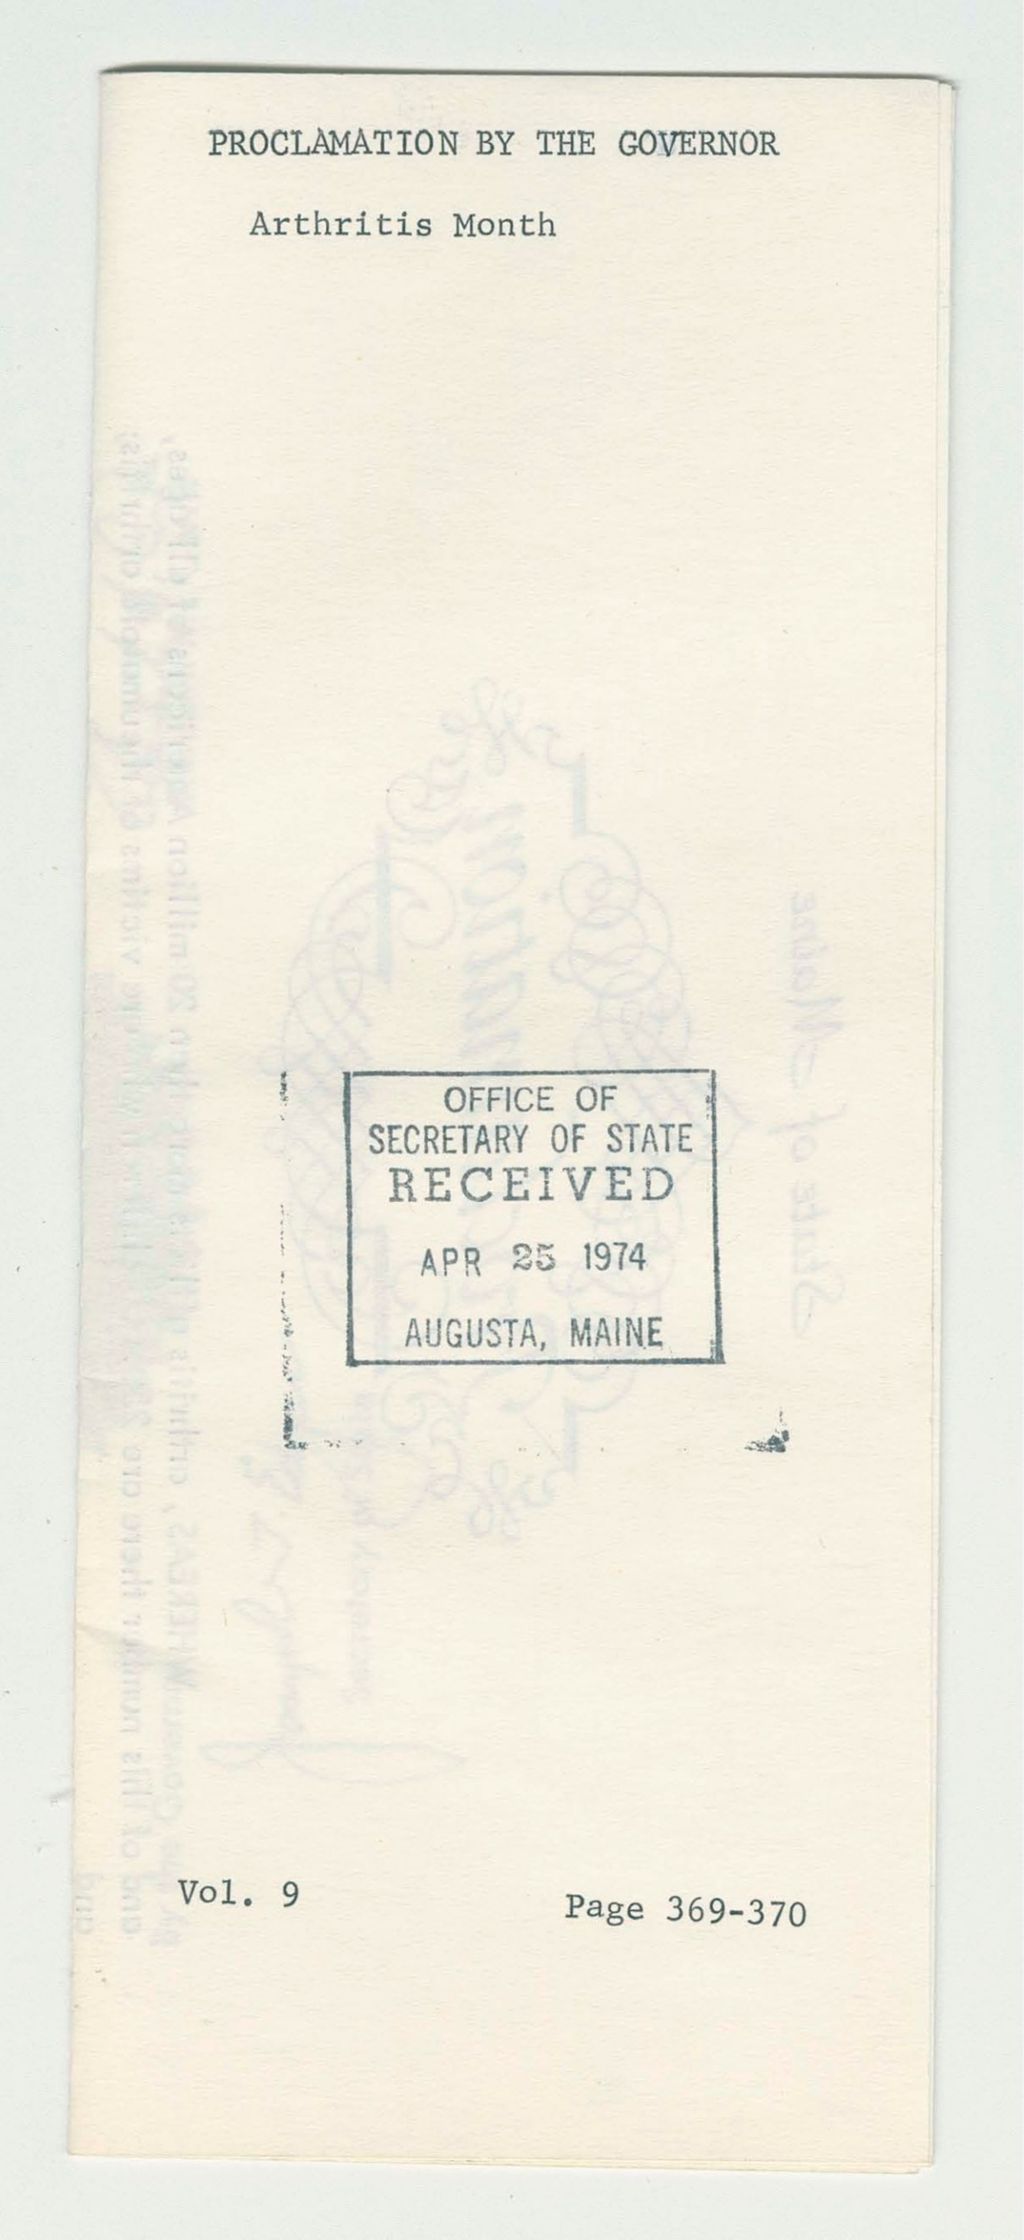 PROCLAMATION BY THE GOVERNOR
Arthritis Month
OFFICE OF
SECRETARY OF STATE
RECEIVED
APR 25 1974
AUGUSTA, MAINE
Vol. 9
Page 369-370